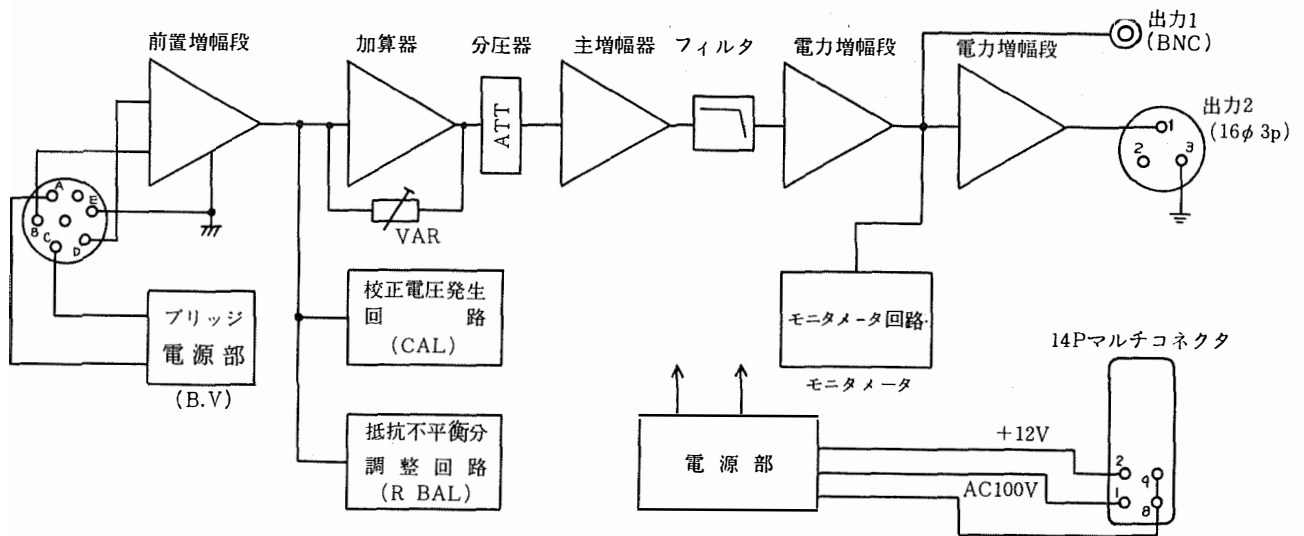 前置増幅段
加算器
分圧器
主増幅器
フィルタ
電力増幅段
電力増幅段
出力1
(BNC)
出力2
(16φ 3p)
ATT
VAR
1
2
3
A
E
B
C
D
ブリッジ
電源部
(B.V)
校正電圧発生
回路
(CAL)
抵抗不平衡分
調整回路
(R BAL)
モニタメータ回路
モニタメータ
電源部
+12V
AC100V
14Pマルチコネクタ
2
9
1
8